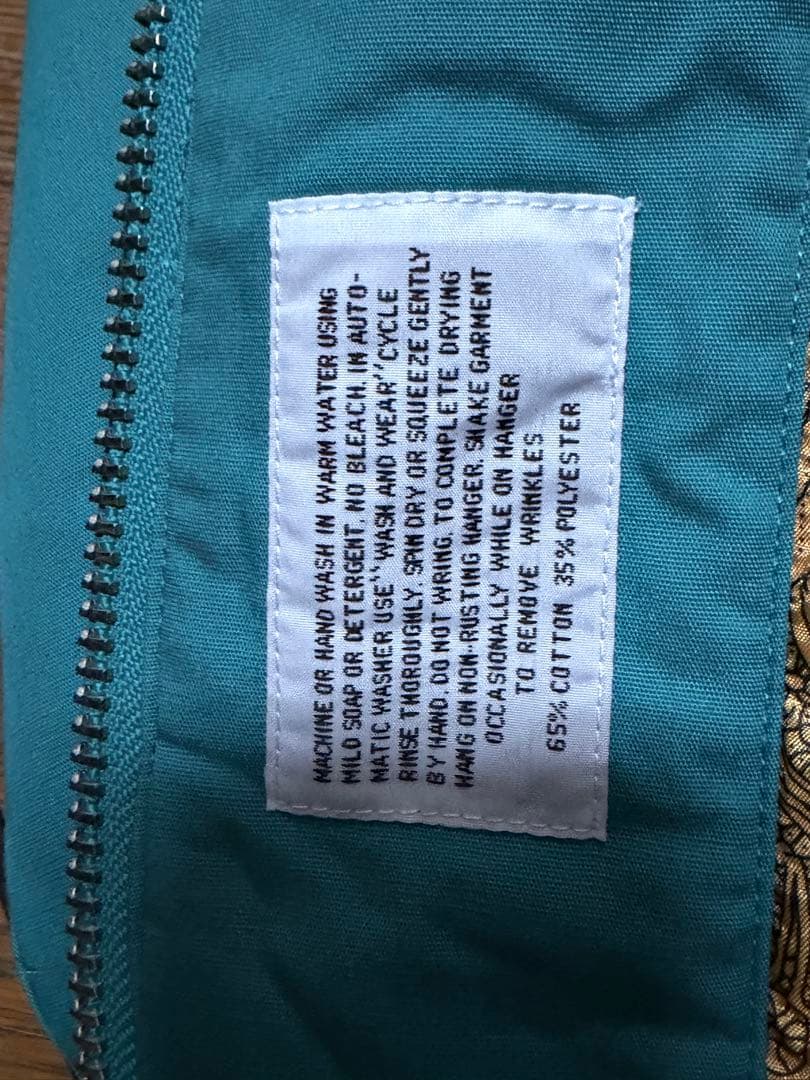 MACHINE OR HAND WASH IN WARM WATER USING
MILD SOAP OR DETERGENT. NO BLEACH. IN AUTO-
MATIC WASHER USE "WASH AND WEAR" CYCLE
RINSE THOROUGHLY. SPIN DRY OR SQUEEZE GENTLY
BY HAND. DO NOT WRING. TO COMPLETE DRYING
HANG ON NON-RUSTING HANGER. SHAKE GARMENT
OCCASIONALLY WHILE ON HANGER
TO REMOVE WRINKLES
65% COTTON 35% POLYESTER